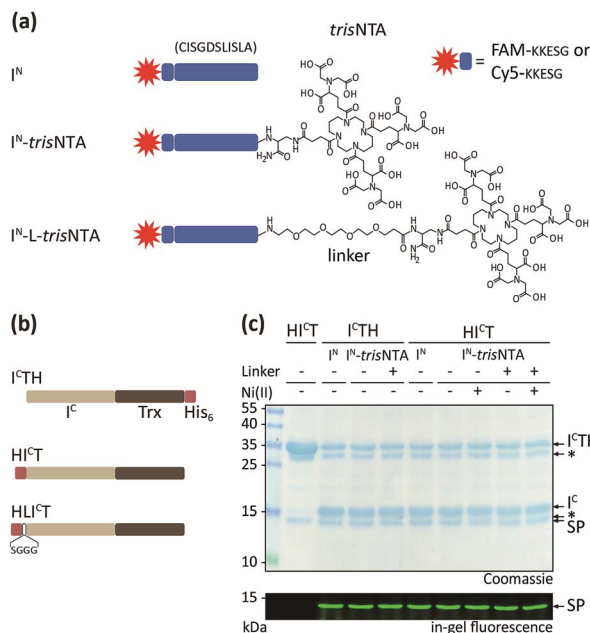 (a)
(CISGDSLISLA)
trisNTA
FAM-KKESG or
Cy5-KKESG
=
I^N
I^N-trisNTA
I^N-L-trisNTA
linker
(b)
I^CTH
I^C Trx His₆
HI^CT
HLI^CT
SGGG
(c)
HI^CT I^CTH HI^CT
I^N I^N-trisNTA I^N I^N-trisNTA
Linker - - - + - - - + +
Ni(II) - - - - - - + - +
55
40
35
25
15
10
I^CTH
*
I^C
*
SP
Coomassie
15
SP
kDa
in-gel fluorescence